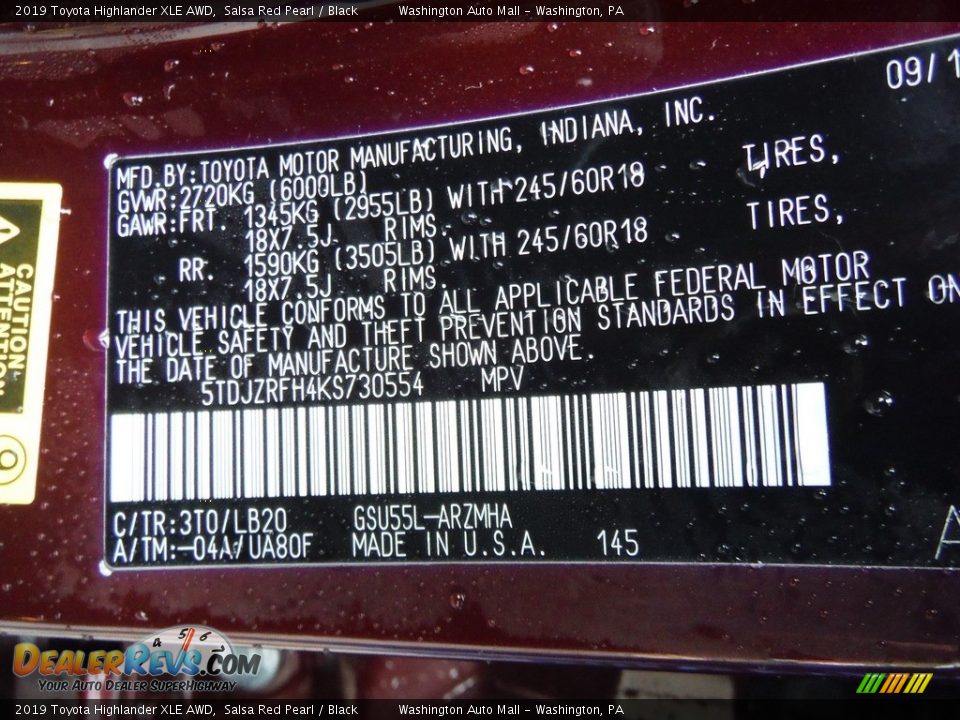 2019 Toyota Highlander XLE AWD, Salsa Red Pearl / Black Washington Auto Mall - Washington, PA
09/1
MFD.BY:TOYOTA MOTOR MANUFACTURING, INDIANA, INC.
GVWR:2720KG (6000LB)
GAWR:FRT. 1345KG (2955LB) WITH 245/60R18 TIRES,
18X7.5J RIMS.
RR. 1590KG (3505LB) WITH 245/60R18 TIRES,
18X7.5J RIMS.
THIS VEHICLE CONFORMS TO ALL APPLICABLE FEDERAL MOTOR
VEHICLE SAFETY AND THEFT PREVENTION STANDARDS IN EFFECT ON
THE DATE OF MANUFACTURE SHOWN ABOVE.
5TDJZRFH4KS730554 MPV
C/TR:3T0/LB20 GSU55L-ARZMHA
A/TM:-04A/UA80F MADE IN U.S.A. 145
A
CAUTION
ATTENTION
4 5 6
DEALERREVS.COM
YOUR AUTO DEALER SUPERHIGHWAY
2019 Toyota Highlander XLE AWD, Salsa Red Pearl / Black Washington Auto Mall - Washington, PA